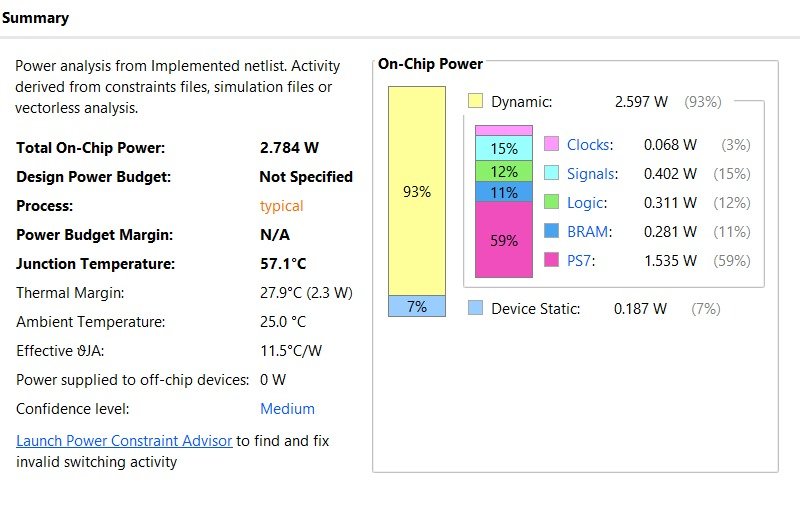 Summary
Power analysis from Implemented netlist. Activity
derived from constraints files, simulation files or
vectorless analysis.
Total On-Chip Power: 2.784 W
Design Power Budget: Not Specified
Process: typical
Power Budget Margin: N/A
Junction Temperature: 57.1°C
Thermal Margin: 27.9°C (2.3 W)
Ambient Temperature: 25.0 °C
Effective ϑJA: 11.5°C/W
Power supplied to off-chip devices: 0 W
Confidence level: Medium
Launch Power Constraint Advisor to find and fix
invalid switching activity
On-Chip Power
93%
7%
Dynamic: 2.597 W (93%)
15%
12%
11%
59%
Clocks: 0.068 W (3%)
Signals: 0.402 W (15%)
Logic: 0.311 W (12%)
BRAM: 0.281 W (11%)
PS7: 1.535 W (59%)
Device Static: 0.187 W (7%)